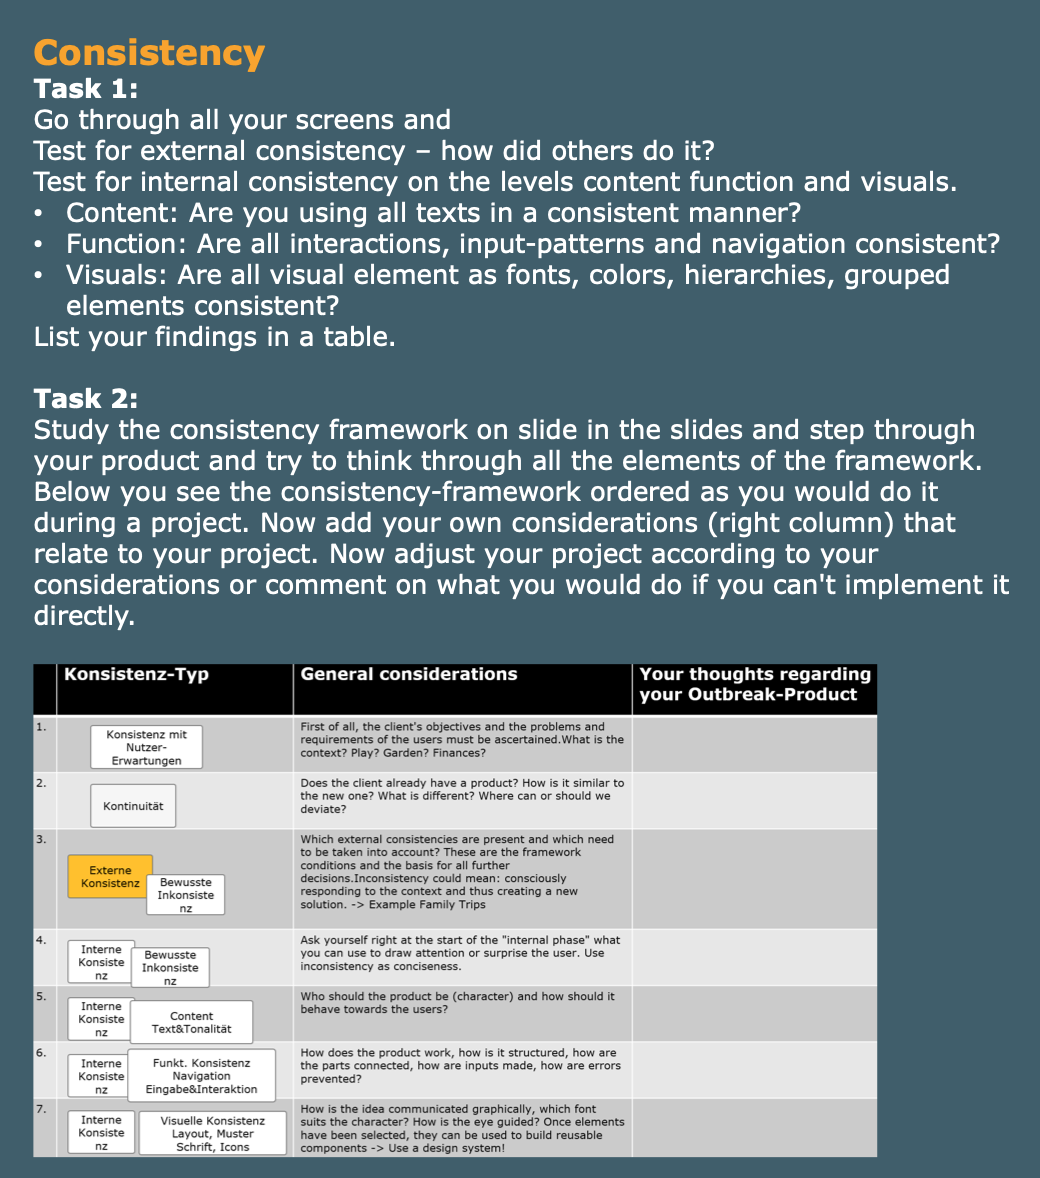 Consistency
Task 1:
Go through all your screens and
Test for external consistency – how did others do it?
Test for internal consistency on the levels content function and visuals.
• Content: Are you using all texts in a consistent manner?
• Function: Are all interactions, input-patterns and navigation consistent?
• Visuals: Are all visual element as fonts, colors, hierarchies, grouped
elements consistent?
List your findings in a table.
Task 2:
Study the consistency framework on slide in the slides and step through
your product and try to think through all the elements of the framework.
Below you see the consistency-framework ordered as you would do it
during a project. Now add your own considerations (right column) that
relate to your project. Now adjust your project according to your
considerations or comment on what you would do if you can't implement it
directly.
Konsistenz-Typ
General considerations
Your thoughts regarding
your Outbreak-Product
1.
Konsistenz mit
Nutzer-
Erwartungen
First of all, the client's objectives and the problems and
requirements of the users must be ascertained.What is the
context? Play? Garden? Finances?
2.
Kontinuität
Does the client already have a product? How is it similar to
the new one? What is different? Where can or should we
deviate?
3.
Externe
Konsistenz
Bewusste
Inkonsiste
nz
Which external consistencies are present and which need
to be taken into account? These are the framework
conditions and the basis for all further
decisions.Inconsistency could mean: consciously
responding to the context and thus creating a new
solution. -> Example Family Trips
4.
Interne
Konsiste
nz
Bewusste
Inkonsiste
nz
Ask yourself right at the start of the "internal phase" what
you can use to draw attention or surprise the user. Use
inconsistency as conciseness.
5.
Interne
Konsiste
nz
Content
Text&Tonalität
Who should the product be (character) and how should it
behave towards the users?
6.
Interne
Konsiste
nz
Funkt. Konsistenz
Navigation
Eingabe&Interaktion
How does the product work, how is it structured, how are
the parts connected, how are inputs made, how are errors
prevented?
7.
Interne
Konsiste
nz
Visuelle Konsistenz
Layout, Muster
Schrift, Icons
How is the idea communicated graphically, which font
suits the character? How is the eye guided? Once elements
have been selected, they can be used to build reusable
components -> Use a design system!